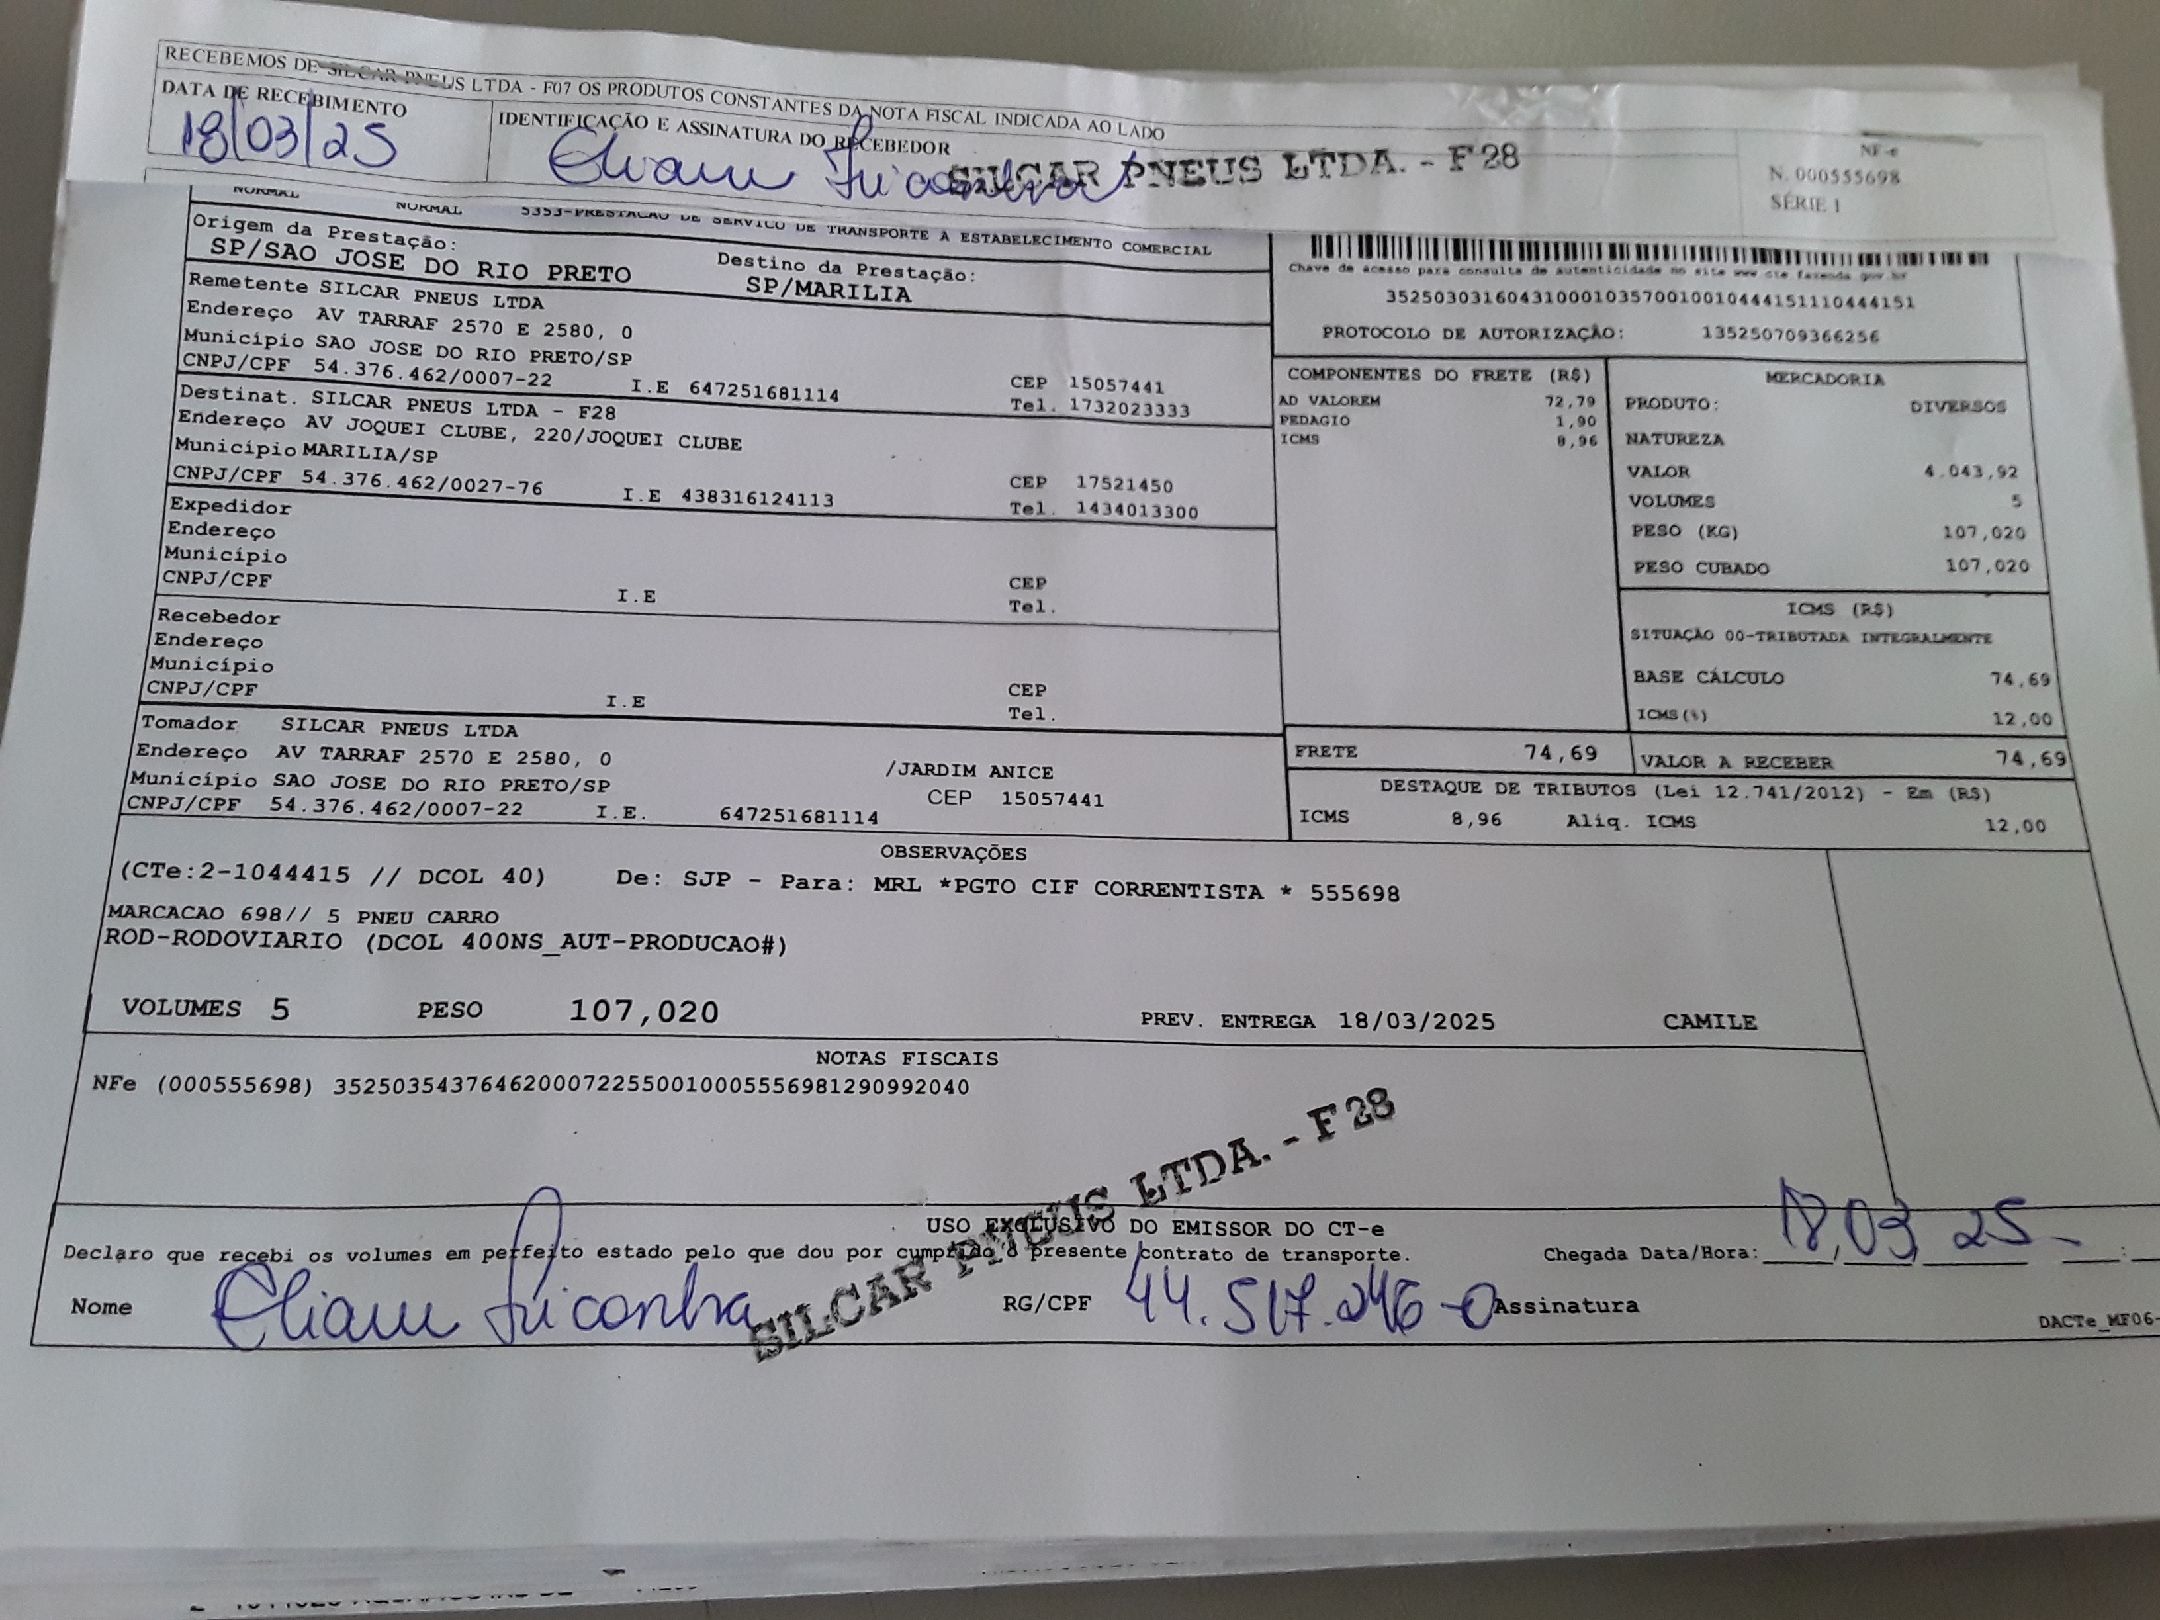 RECEBEMOS DE SILCAR PNEUS LTDA - F07 OS PRODUTOS CONSTANTES DA NOTA FISCAL INDICADA AO LADO
DATA DE RECEBIMENTO
18/03/25
IDENTIFICAÇÃO E ASSINATURA DO RECEBEDOR
SILCAR PNEUS LTDA. - F28
NF-e
N. 000555698
SÉRIE 1
NORMAL NORMAL 5353-PRESTACAO DE SERVICO DE TRANSPORTE A ESTABELECIMENTO COMERCIAL
Origem da Prestação:
SP/SAO JOSE DO RIO PRETO
Destino da Prestação:
SP/MARILIA
Remetente SILCAR PNEUS LTDA
Endereço AV TARRAF 2570 E 2580, 0
Município SAO JOSE DO RIO PRETO/SP
CNPJ/CPF 54.376.462/0007-22 I.E 647251681114
CEP 15057441
Tel. 1732023333
Destinat. SILCAR PNEUS LTDA - F28
Endereço AV JOQUEI CLUBE, 220/JOQUEI CLUBE
Município MARILIA/SP
CNPJ/CPF 54.376.462/0027-76 I.E 438316124113
CEP 17521450
Tel. 1434013300
Expedidor
Endereço
Município
CNPJ/CPF I.E
CEP
Tel.
Recebedor
Endereço
Município
CNPJ/CPF I.E
CEP
Tel.
Tomador SILCAR PNEUS LTDA
Endereço AV TARRAF 2570 E 2580, 0 /JARDIM ANICE
Município SAO JOSE DO RIO PRETO/SP CEP 15057441
CNPJ/CPF 54.376.462/0007-22 I.E. 647251681114
Chave de acesso para consulta de autenticidade no site www cte fazenda gov.br
35250303160431000103570010010444151110444151
PROTOCOLO DE AUTORIZAÇÃO: 135250709366256
COMPONENTES DO FRETE (R$)
AD VALOREM 72,79
PEDAGIO 1,90
ICMS 8,96
MERCADORIA
PRODUTO: DIVERSOS
NATUREZA
VALOR 4.043,92
VOLUMES 5
PESO (KG) 107,020
PESO CUBADO 107,020
ICMS (R$)
SITUAÇÃO 00-TRIBUTADA INTEGRALMENTE
BASE CÁLCULO 74,69
ICMS(%) 12,00
FRETE 74,69 VALOR A RECEBER 74,69
DESTAQUE DE TRIBUTOS (Lei 12.741/2012) - Em (R$)
ICMS 8,96 Aliq. ICMS 12,00
OBSERVAÇÕES
(CTe:2-1044415 // DCOL 40) De: SJP - Para: MRL *PGTO CIF CORRENTISTA * 555698
MARCACAO 698// 5 PNEU CARRO
ROD-RODOVIARIO (DCOL 400NS_AUT-PRODUCAO#)
VOLUMES 5 PESO 107,020 PREV. ENTREGA 18/03/2025 CAMILE
NOTAS FISCAIS
NFe (000555698) 35250354376462000722550010005556981290992040
SILCAR PNEUS LTDA. - F28
USO EXCLUSIVO DO EMISSOR DO CT-e
Declaro que recebi os volumes em perfeito estado pelo que dou por cumprido o presente contrato de transporte. Chegada Data/Hora: 18/03 25
Nome RG/CPF 44.517.246-0 Assinatura
DACTe_MF06-